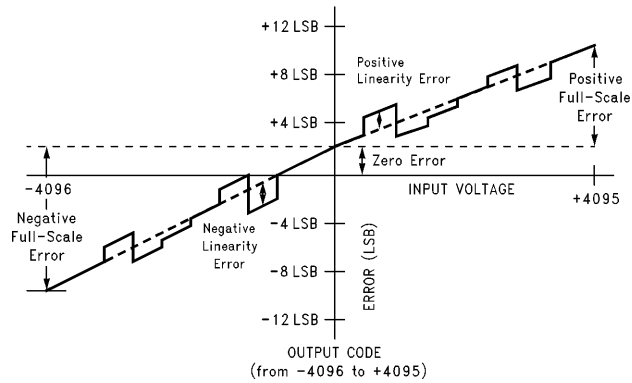 +12 LSB
+8 LSB
+4 LSB
-4 LSB
-8 LSB
-12 LSB
Positive
Linearity Error
Positive
Full-Scale
Error
Zero Error
-4096
INPUT VOLTAGE
+4095
Negative
Full-Scale
Error
Negative
Linearity
Error
ERROR (LSB)
OUTPUT CODE
(from -4096 to +4095)